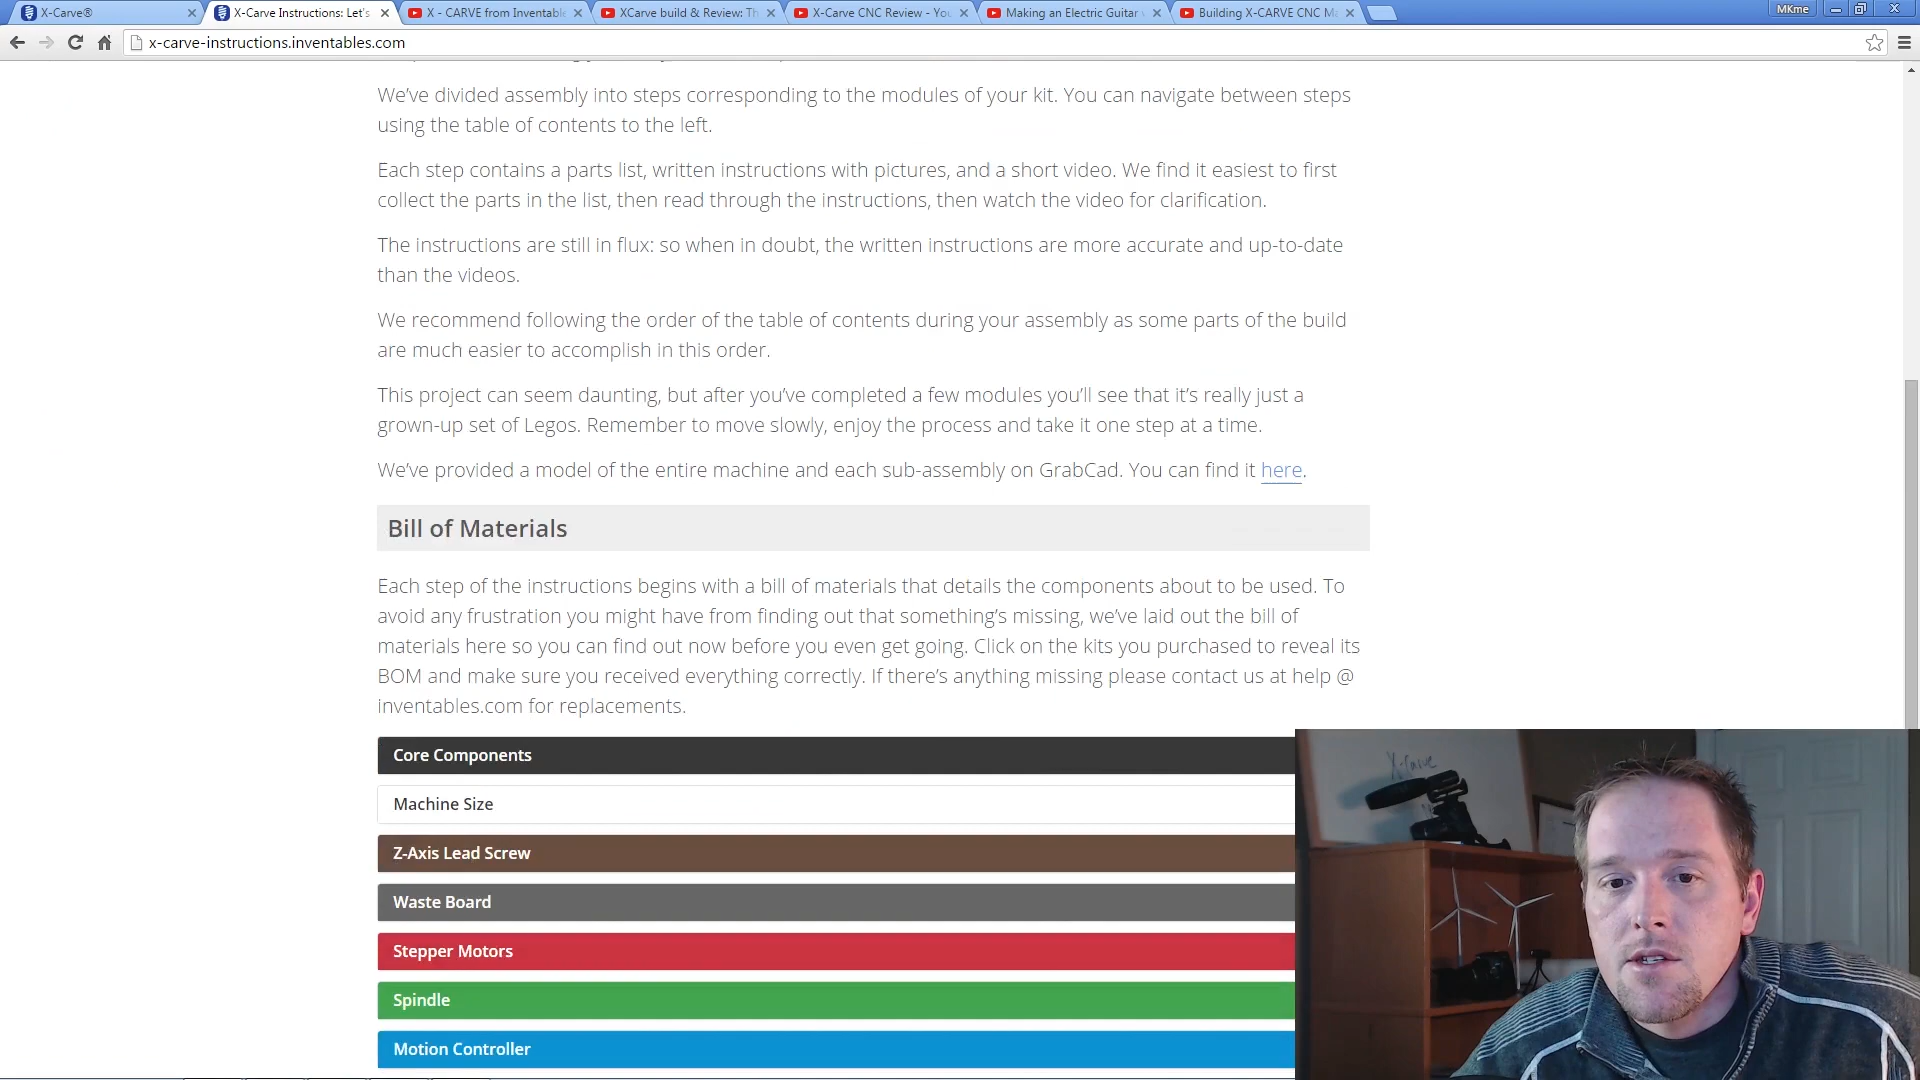 X-Carve®
X-Carve Instructions: Let's
X - CARVE from Inventable
XCarve build & Review: Th
X-Carve CNC Review - You
Making an Electric Guitar
Building X-CARVE CNC Ma
MKme
x-carve-instructions.inventables.com
We've divided assembly into steps corresponding to the modules of your kit. You can navigate between steps
using the table of contents to the left.
Each step contains a parts list, written instructions with pictures, and a short video. We find it easiest to first
collect the parts in the list, then read through the instructions, then watch the video for clarification.
The instructions are still in flux: so when in doubt, the written instructions are more accurate and up-to-date
than the videos.
We recommend following the order of the table of contents during your assembly as some parts of the build
are much easier to accomplish in this order.
This project can seem daunting, but after you've completed a few modules you'll see that it's really just a
grown-up set of Legos. Remember to move slowly, enjoy the process and take it one step at a time.
We've provided a model of the entire machine and each sub-assembly on GrabCad. You can find it here.
Bill of Materials
Each step of the instructions begins with a bill of materials that details the components about to be used. To
avoid any frustration you might have from finding out that something's missing, we've laid out the bill of
materials here so you can find out now before you even get going. Click on the kits you purchased to reveal its
BOM and make sure you received everything correctly. If there's anything missing please contact us at help @
inventables.com for replacements.
Core Components
Machine Size
Z-Axis Lead Screw
Waste Board
Stepper Motors
Spindle
Motion Controller
X-Carve